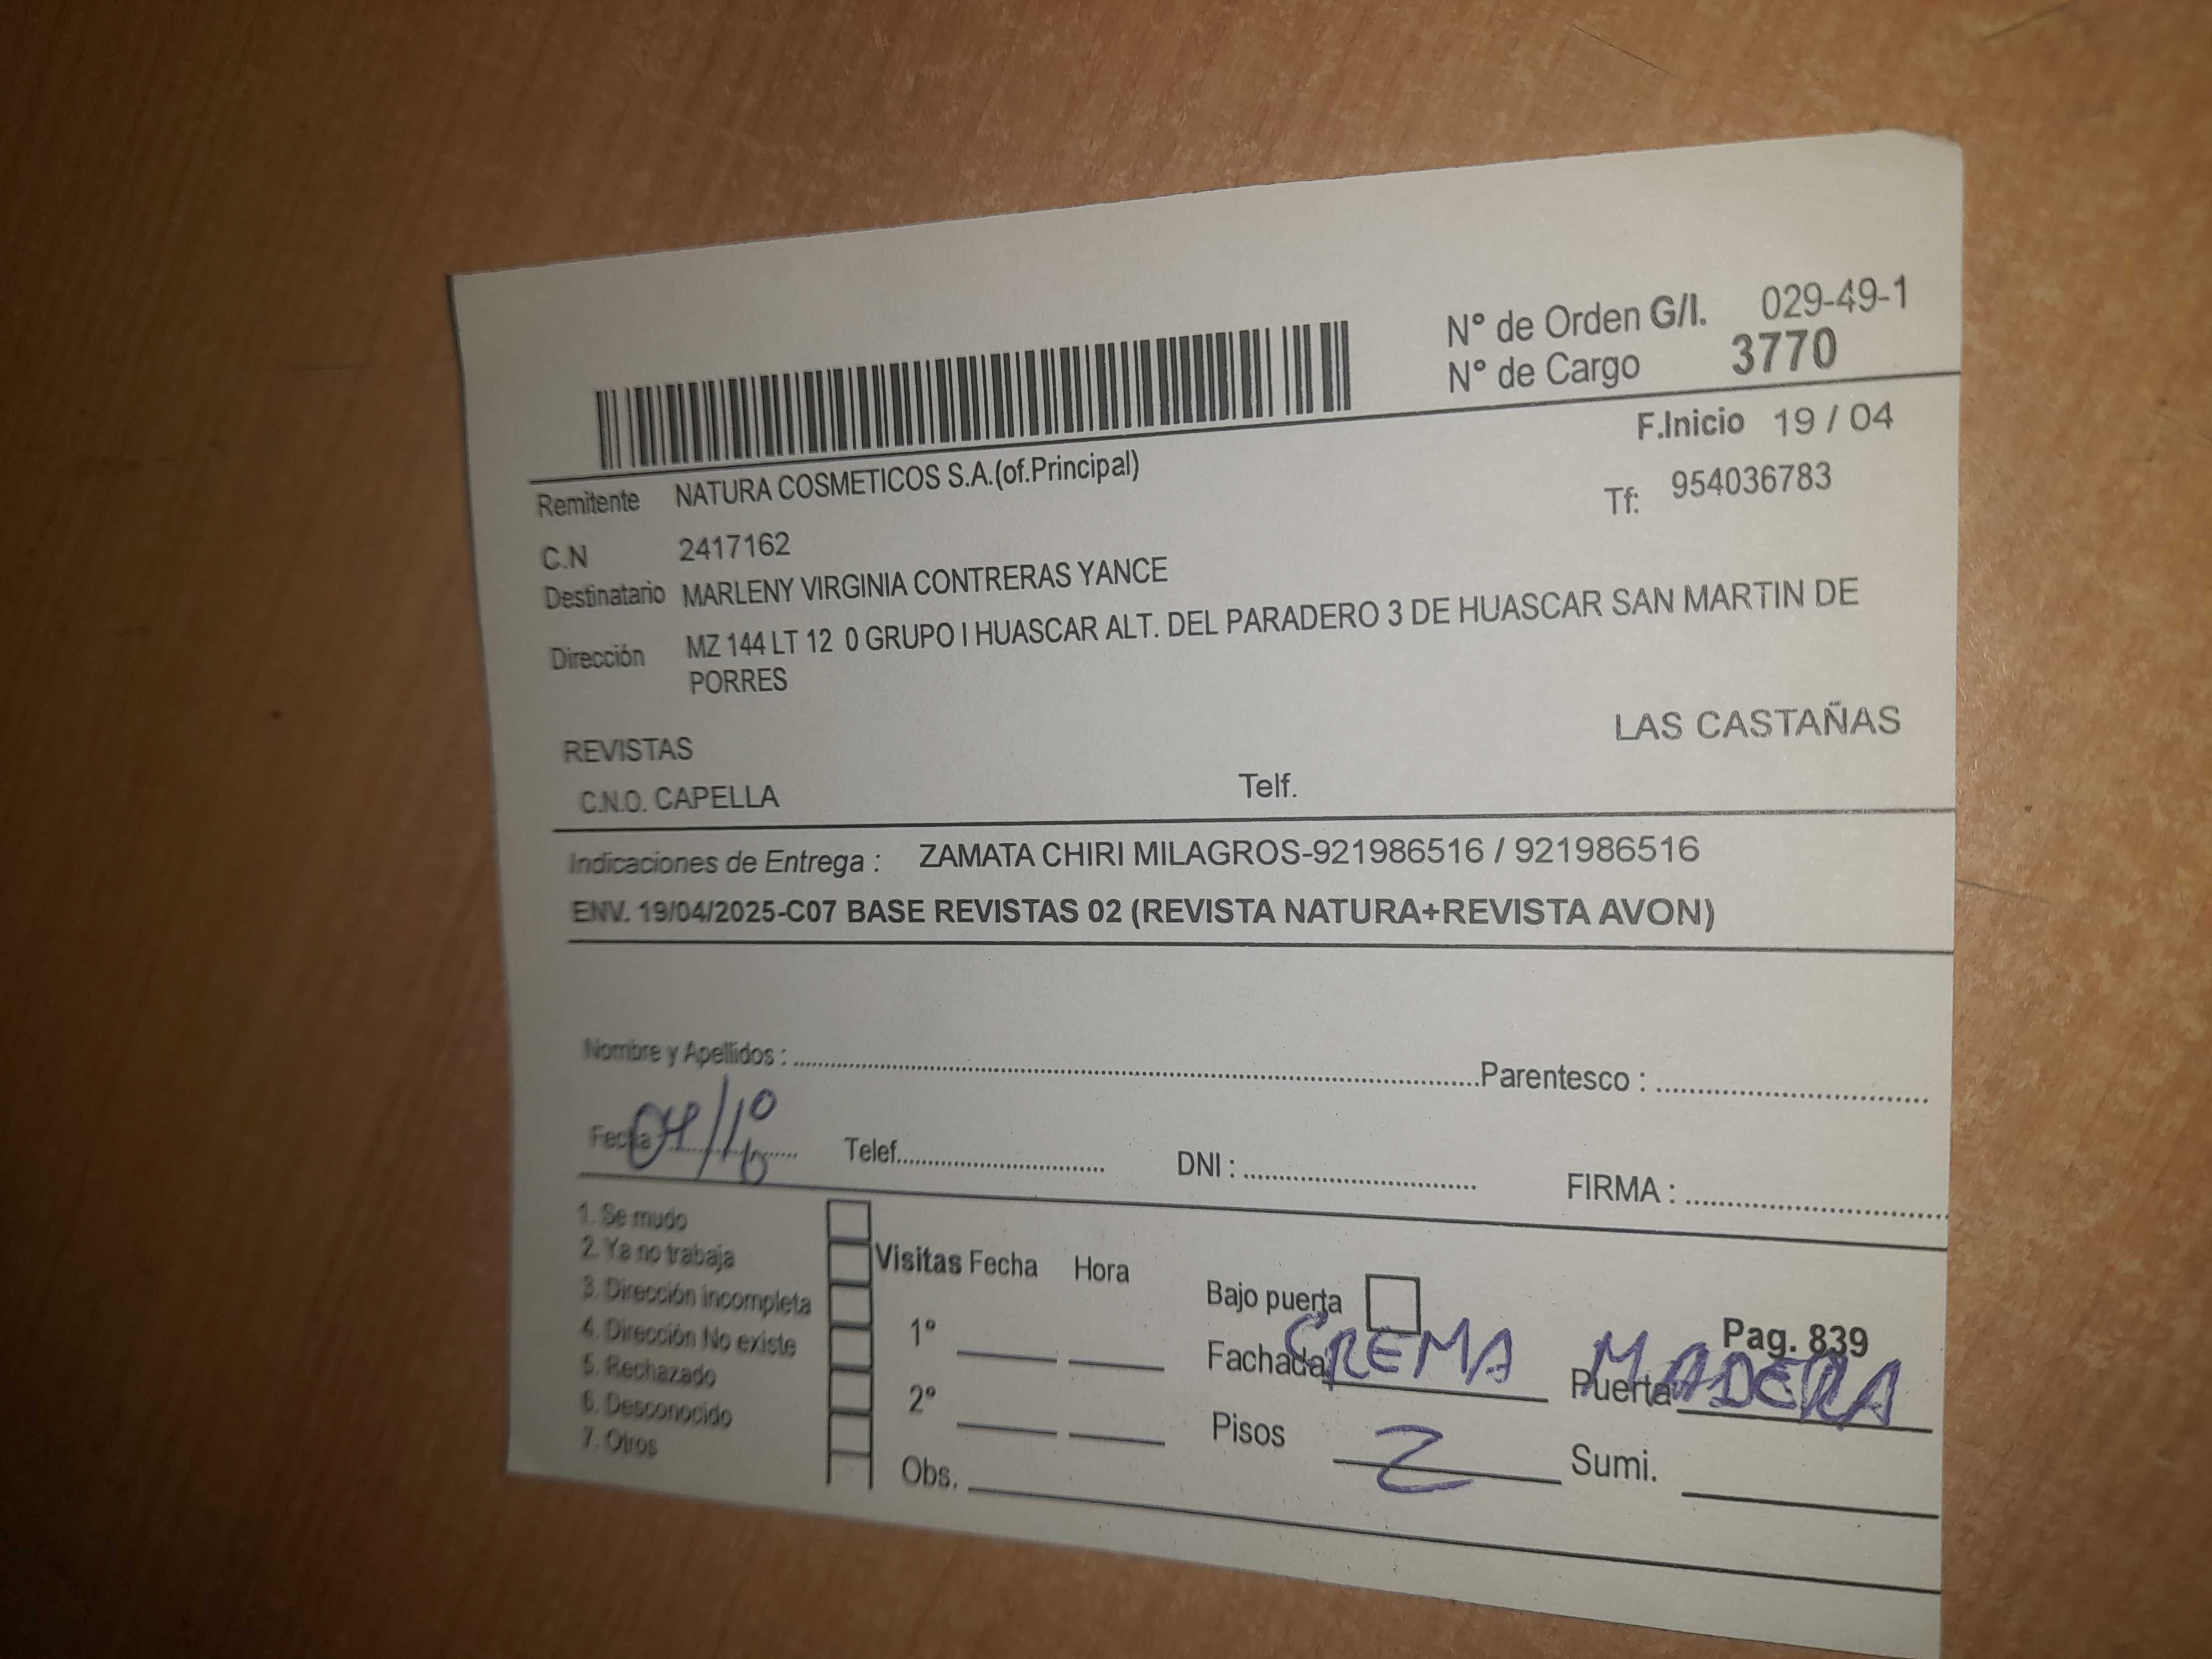 N° de Orden G/I. 029-49-1
N° de Cargo 3770
F.Inicio 19 / 04
Remitente NATURA COSMETICOS S.A.(of.Principal)
Tf: 954036783
C.N 2417162
Destinatario MARLENY VIRGINIA CONTRERAS YANCE
Dirección MZ 144 LT 12 0 GRUPO I HUASCAR ALT. DEL PARADERO 3 DE HUASCAR SAN MARTIN DE
PORRES
LAS CASTAÑAS
REVISTAS
C.N.O. CAPELLA Telf.
Indicaciones de Entrega : ZAMATA CHIRI MILAGROS-921986516 / 921986516
ENV. 19/04/2025-C07 BASE REVISTAS 02 (REVISTA NATURA+REVISTA AVON)
Nombre y Apellidos : Parentesco :
Fecha Telef. DNI : FIRMA :
1. Se mudo
2. Ya no trabaja
3. Dirección incompleta
4. Dirección No existe
5. Rechazado
6. Desconocido
7. Otros
Visitas Fecha Hora
1°
2°
Obs.
Bajo puerta
Pag. 839
Fachada CREMA Puerta MADERA
Pisos 2 Sumi.